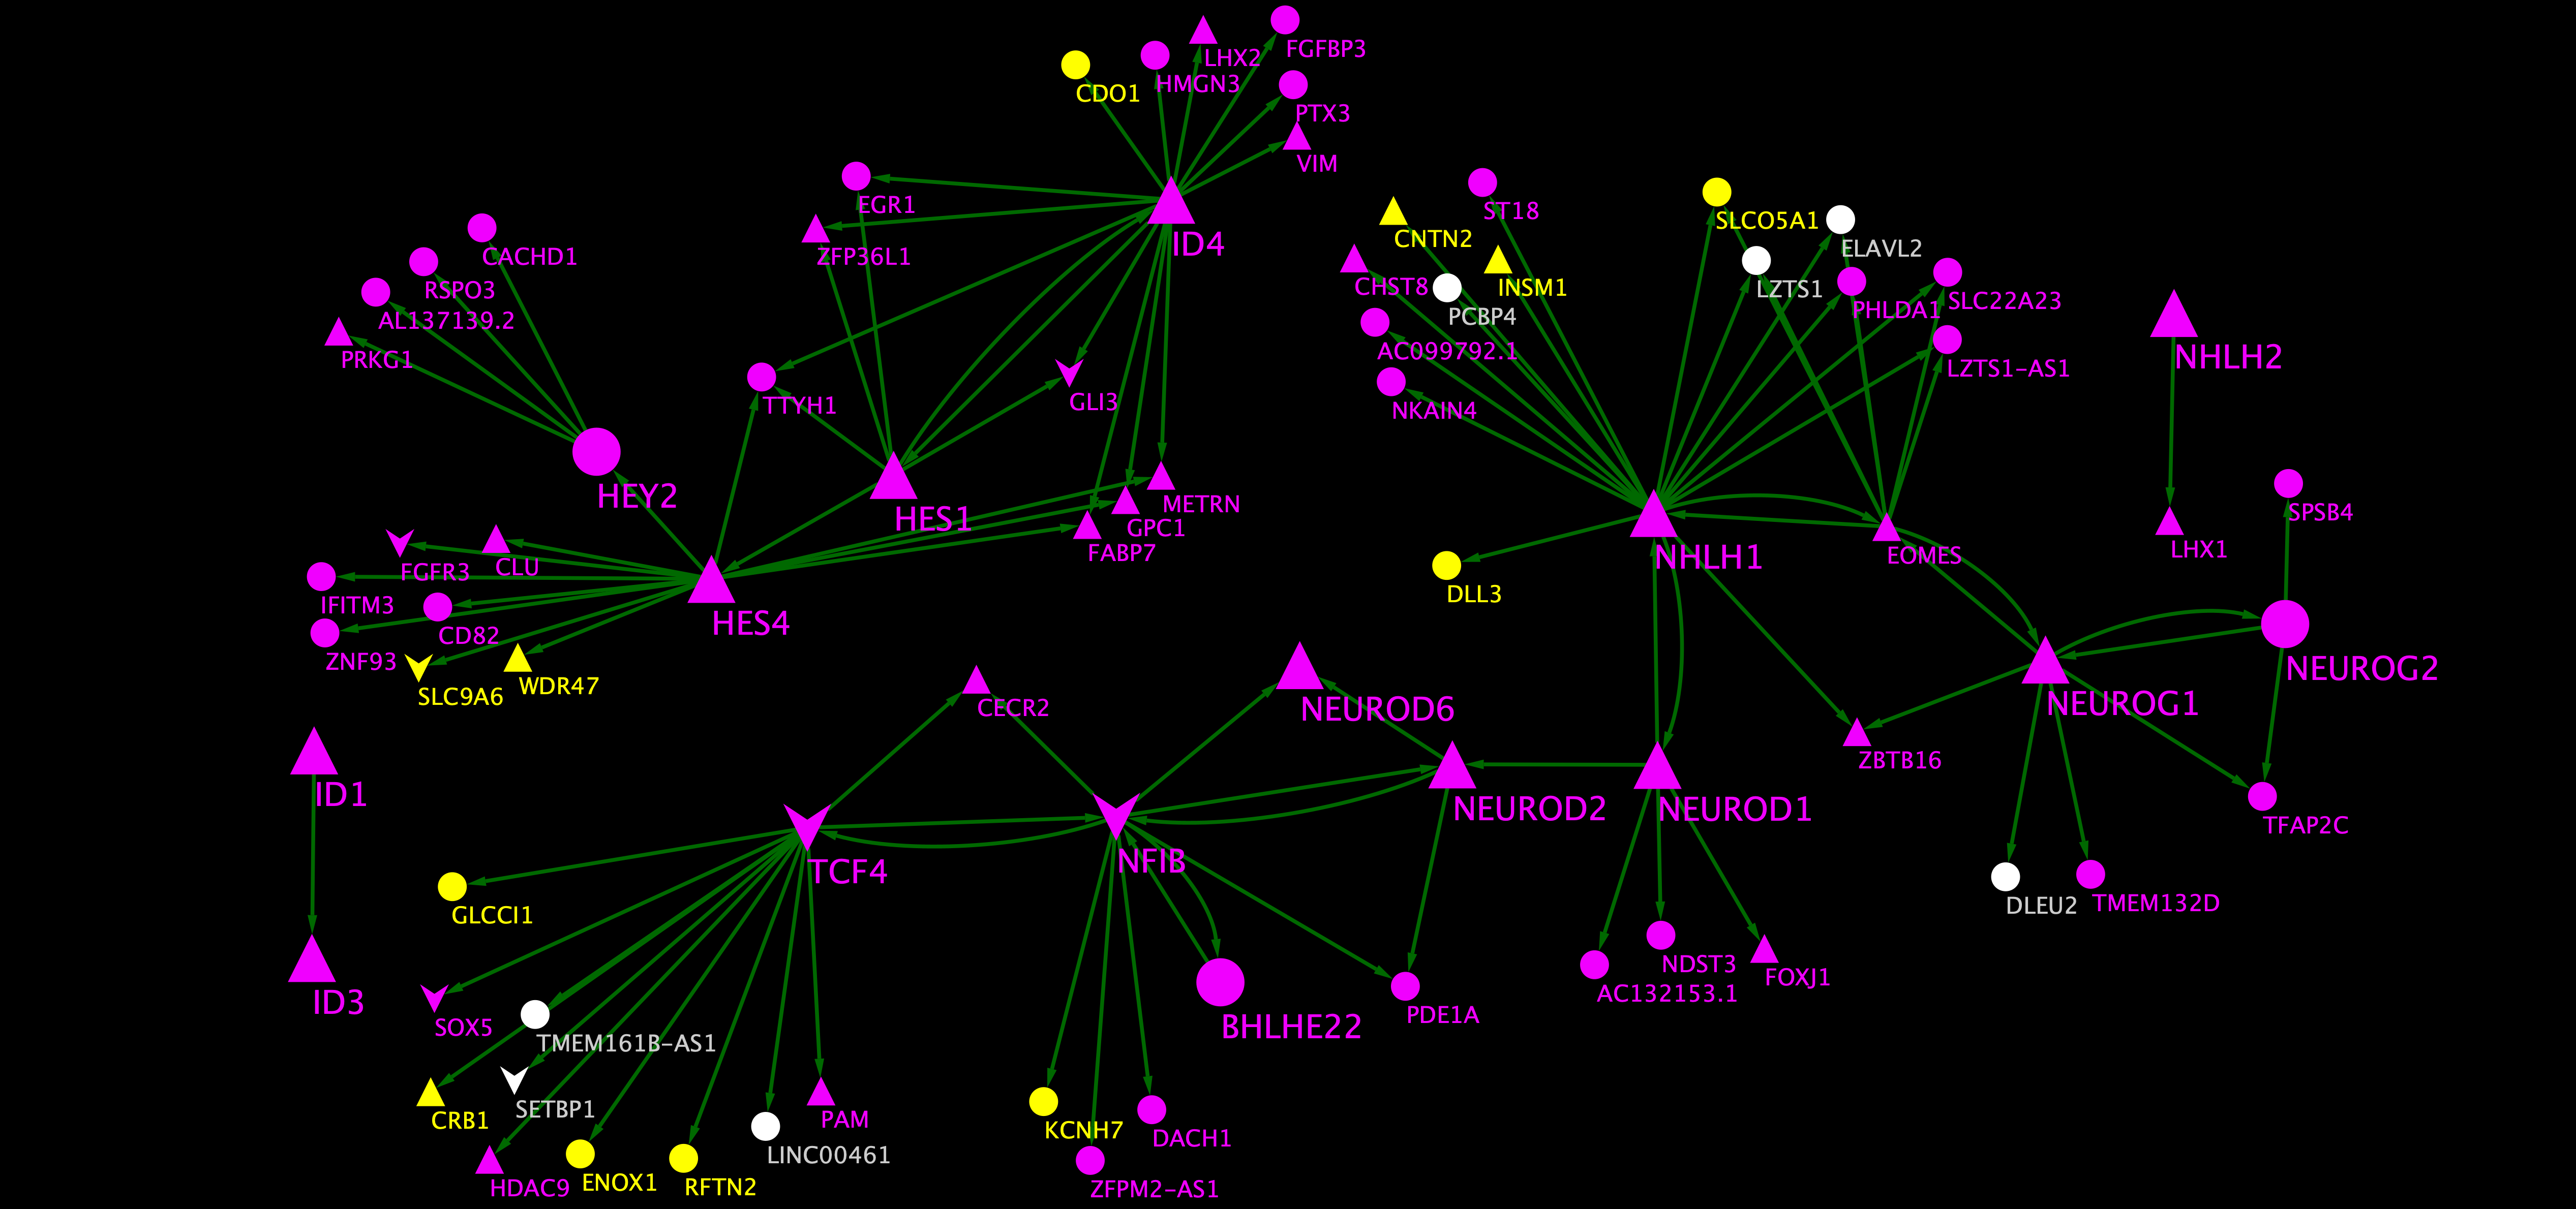 FGFBP3
LHX2
HMGN3
CDO1
PTX3
VIM
EGR1
ST18
SLCO5A1
ID4
CNTN2
ELAVL2
ZFP36L1
CACHD1
CHST8
INSM1
LZTS1
RSPO3
SLC22A23
PHLDA1
PCBP4
AL137139.2
AC099792.1
PRKG1
NHLH2
LZTS1-AS1
TTYH1
GLI3
NKAIN4
HEY2
METRN
SPSB4
HES1
GPC1
FABP7
NHLH1
EOMES
LHX1
CLU
FGFR3
DLL3
IFITM3
HES4
CD82
ZNF93
NEUROG2
WDR47
SLC9A6
NEUROG1
CECR2
NEUROD6
ZBTB16
ID1
NEUROD2
NEUROD1
TFAP2C
NFIB
TCF4
DLEU2
TMEM132D
GLCCI1
NDST3
FOXJ1
AC132153.1
ID3
PDE1A
BHLHE22
SOX5
TMEM161B-AS1
SETBP1
CRB1
PAM
KCNH7
DACH1
LINC00461
ENOX1
RFTN2
HDAC9
ZFPM2-AS1